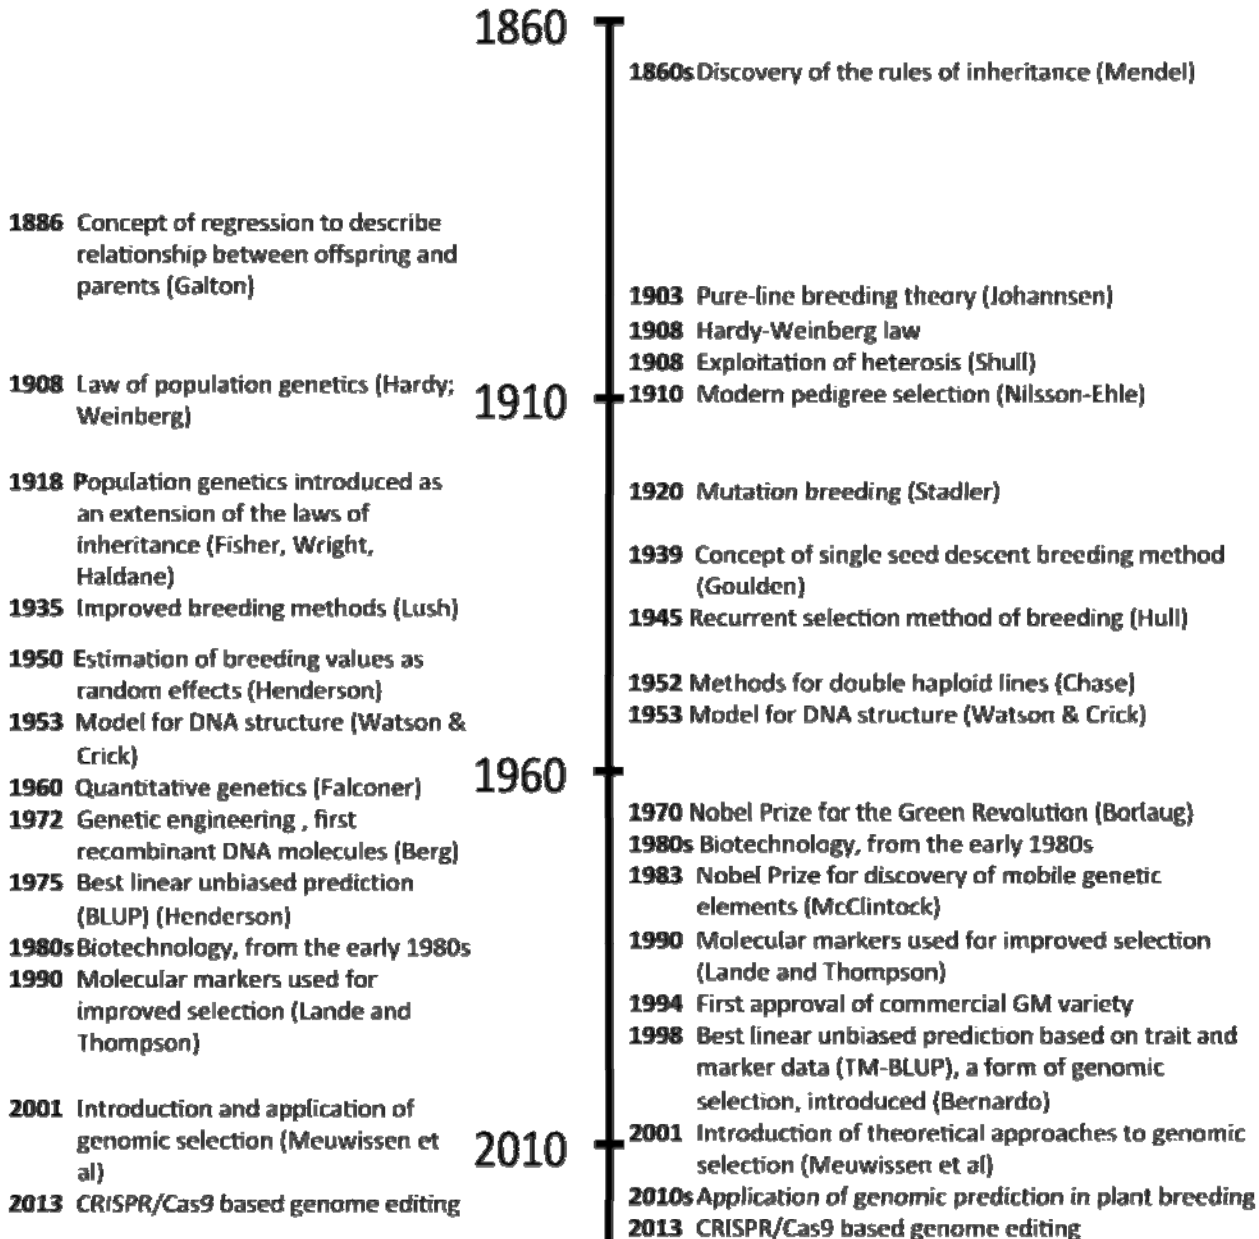 1860
1860s Discovery of the rules of inheritance (Mendel)
1886 Concept of regression to describe
relationship between offspring and
parents (Galton)
1903 Pure-line breeding theory (Johannsen)
1908 Hardy-Weinberg law
1908 Exploitation of heterosis (Shull)
1908 Law of population genetics (Hardy;
Weinberg)
1910
1910 Modern pedigree selection (Nilsson-Ehle)
1918 Population genetics introduced as
an extension of the laws of
inheritance (Fisher, Wright,
Haldane)
1935 Improved breeding methods (Lush)
1920 Mutation breeding (Stadler)
1939 Concept of single seed descent breeding method
(Goulden)
1945 Recurrent selection method of breeding (Hull)
1950 Estimation of breeding values as
random effects (Henderson)
1953 Model for DNA structure (Watson &
Crick)
1952 Methods for double haploid lines (Chase)
1953 Model for DNA structure (Watson & Crick)
1960
1960 Quantitative genetics (Falconer)
1972 Genetic engineering , first
recombinant DNA molecules (Berg)
1975 Best linear unbiased prediction
(BLUP) (Henderson)
1980s Biotechnology, from the early 1980s
1990 Molecular markers used for
improved selection (Lande and
Thompson)
2001 Introduction and application of
genomic selection (Meuwissen et
al)
2013 CRISPR/Cas9 based genome editing
1970 Nobel Prize for the Green Revolution (Borlaug)
1980s Biotechnology, from the early 1980s
1983 Nobel Prize for discovery of mobile genetic
elements (McClintock)
1990 Molecular markers used for improved selection
(Lande and Thompson)
1994 First approval of commercial GM variety
1998 Best linear unbiased prediction based on trait and
marker data (TM-BLUP), a form of genomic
selection, introduced (Bernardo)
2010
2001 Introduction of theoretical approaches to genomic
selection (Meuwissen et al)
2010s Application of genomic prediction in plant breeding
2013 CRISPR/Cas9 based genome editing